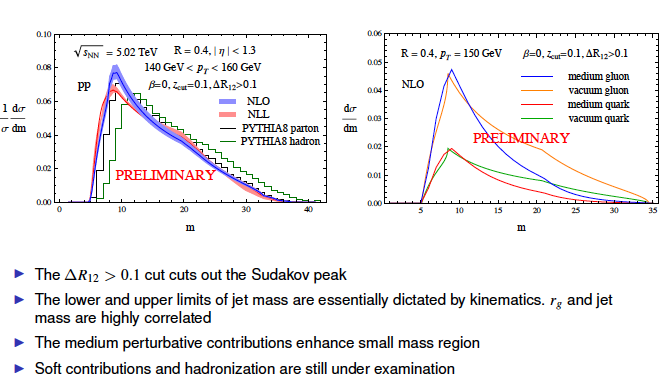 √s_NN = 5.02 TeV R = 0.4, | η | < 1.3
140 GeV < p_T < 160 GeV
pp β=0, z_cut=0.1, ΔR12>0.1
NLO
NLL
PYTHIA8 parton
PYTHIA8 hadron
PRELIMINARY
1/σ dσ/dm
0.10
0.08
0.06
0.04
0.02
0.00
0 10 20 30 40
m
R = 0.4, p_T = 150 GeV β=0, z_cut=0.1, ΔR12>0.1
NLO
medium gluon
vacuum gluon
medium quark
vacuum quark
PRELIMINARY
dσ/dm
0.06
0.05
0.04
0.03
0.02
0.01
0.00
5 10 15 20 25 30 35
m
► The ΔR12 > 0.1 cut cuts out the Sudakov peak
► The lower and upper limits of jet mass are essentially dictated by kinematics. r_g and jet
mass are highly correlated
► The medium perturbative contributions enhance small mass region
► Soft contributions and hadronization are still under examination